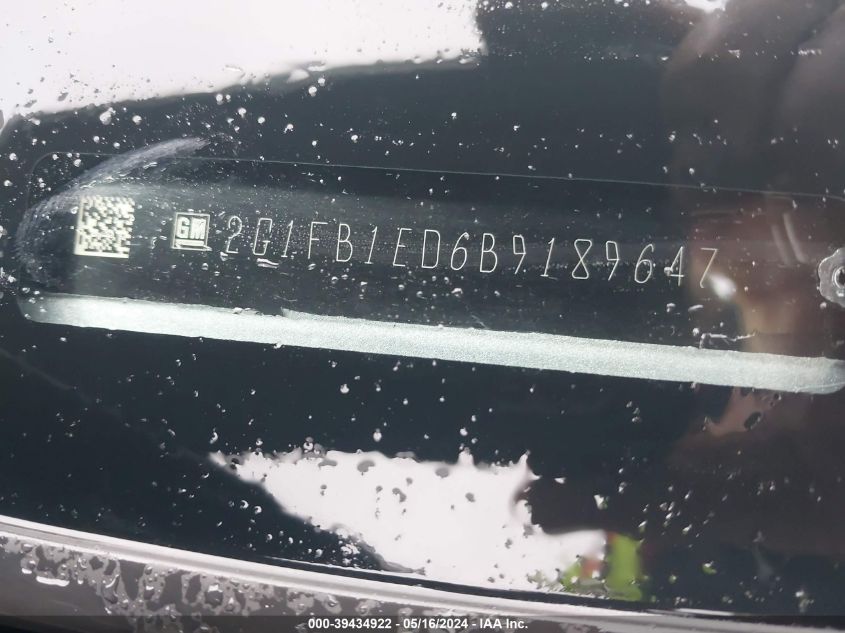 GM 2G1FB1ED6B9189647
000-39434922 - 05/16/2024 - IAA Inc.